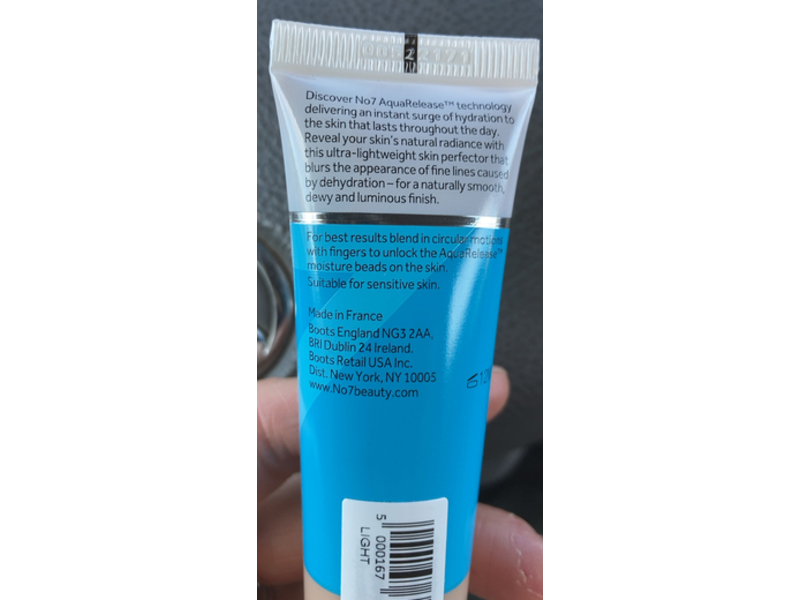 Discover No7 AquaRelease™ technology
delivering an instant surge of hydration to
the skin that lasts throughout the day.
Reveal your skin's natural radiance with
this ultra-lightweight skin perfector that
blurs the appearance of fine lines caused
by dehydration – for a naturally smooth,
dewy and luminous finish.
For best results blend in circular motions
with fingers to unlock the AquaRelease™
moisture beads on the skin.
Suitable for sensitive skin.
Made in France
Boots England NG3 2AA,
BRI Dublin 24 Ireland.
Boots Retail USA Inc.
Dist. New York, NY 10005
www.No7beauty.com
5 000167
LIGHT